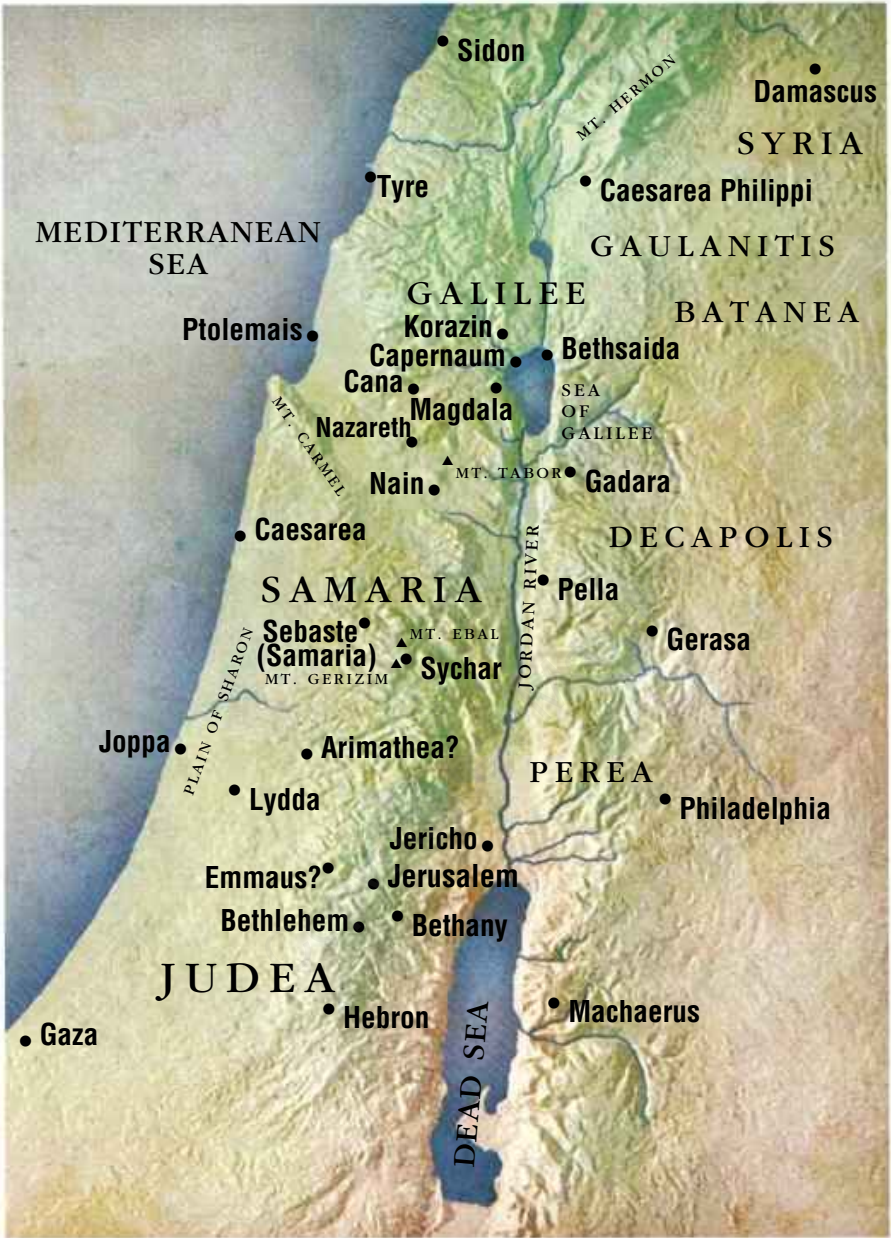 Sidon
MT. HERMON
Damascus
SYRIA
Tyre
Caesarea Philippi
MEDITERRANEAN
SEA
GAULANITIS
GALILEE
BATANEA
Ptolemais
Korazin
Capernaum
Bethsaida
Cana
Magdala
SEA
OF
GALILEE
MT. CARMEL
Nazareth
MT. TABOR
Nain
Gadara
Caesarea
DECAPOLIS
JORDAN RIVER
Pella
SAMARIA
Sebaste
(Samaria)
MT. EBAL
Gerasa
Sychar
MT. GERIZIM
PLAIN OF SHARON
Joppa
Arimathea?
PEREA
Lydda
Philadelphia
Jericho
Emmaus?
Jerusalem
Bethlehem
Bethany
JUDEA
Hebron
Machaerus
Gaza
DEAD SEA